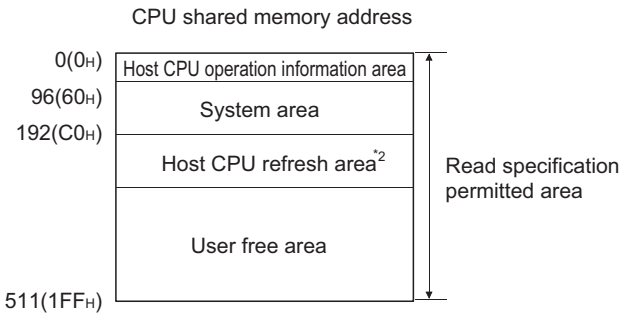 CPU shared memory address
0(0H)
Host CPU operation information area
96(60H)
System area
192(C0H)
Host CPU refresh area*2
Read specification
permitted area
User free area
511(1FFH)